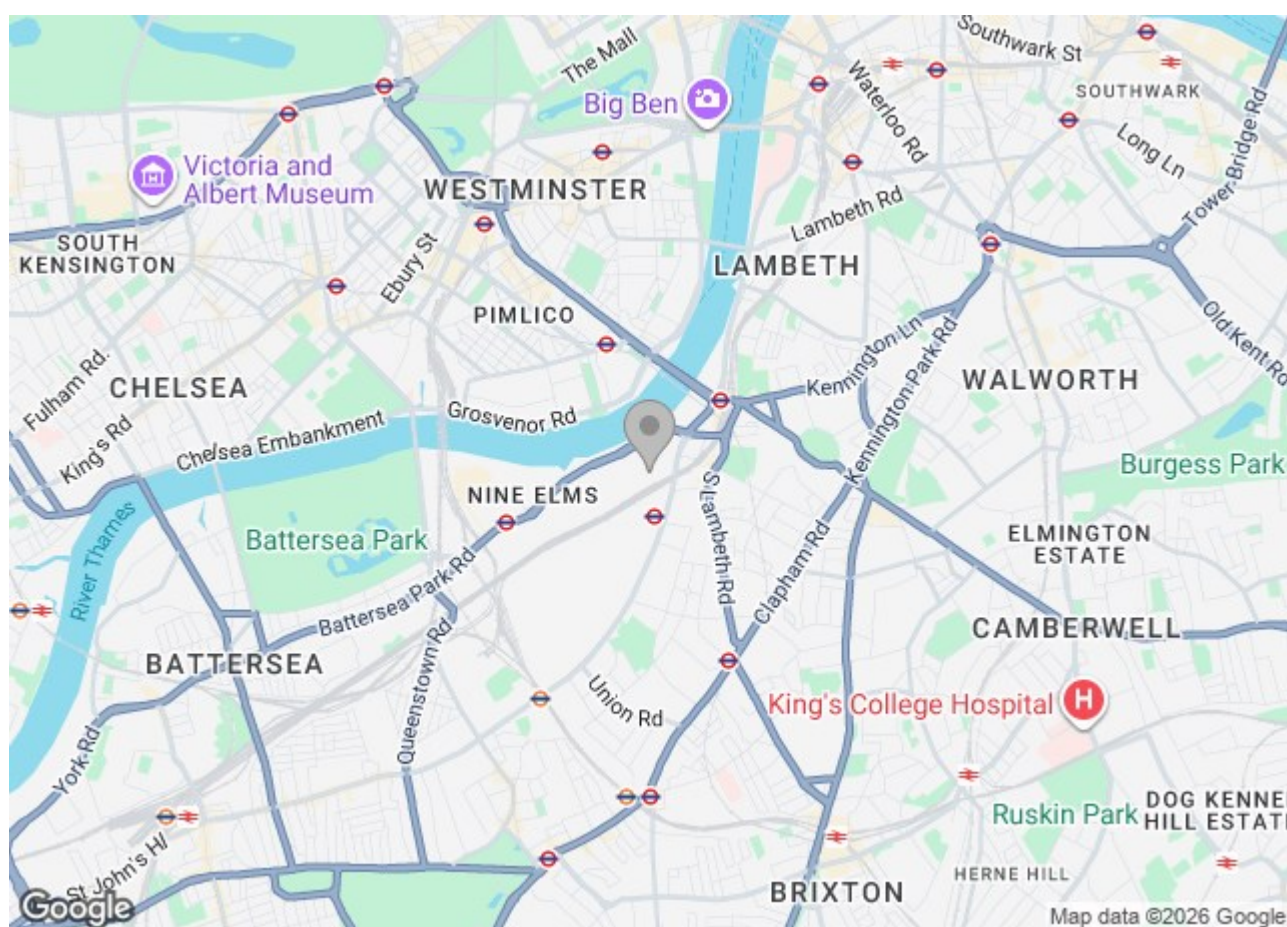 The Mall
Southwark St
Big Ben
SOUTHWARK
Waterloo Rd
Long Ln
Tower Bridge Rd
Victoria and
Albert Museum
WESTMINSTER
Lambeth Rd
SOUTH
KENSINGTON
Ebury St
LAMBETH
PIMLICO
Old Kent Rd
Fulham Rd.
CHELSEA
Kennington Ln
Kennington Park Rd
WALWORTH
King's Rd
Chelsea Embankment
Grosvenor Rd
Burgess Park
NINE ELMS
S Lambeth Rd
Battersea Park
River Thames
Clapham Rd
ELMINGTON
ESTATE
Battersea Park Rd
CAMBERWELL
BATTERSEA
Queenstown Rd
Union Rd
King's College Hospital
H
York Rd
Ruskin Park
DOG KENNE
HILL ESTAT
St John's H
HERNE HILL
BRIXTON
Google
Map data ©2026 Google